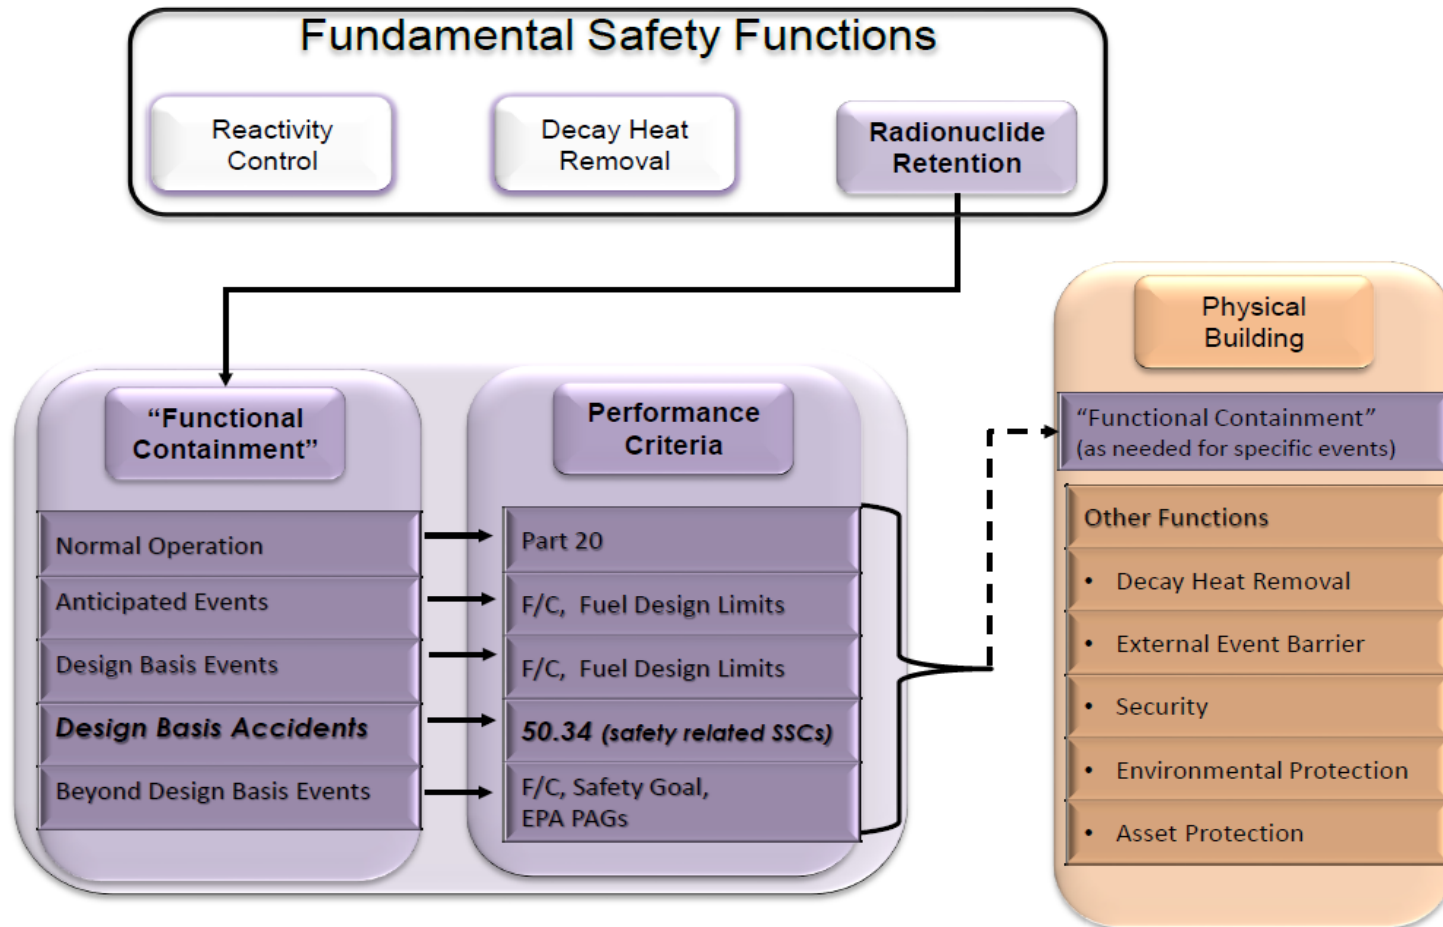 Fundamental Safety Functions
Reactivity
Control
Decay Heat
Removal
Radionuclide
Retention
“Functional
Containment”
Normal Operation
Anticipated Events
Design Basis Events
Design Basis Accidents
Beyond Design Basis Events
Performance
Criteria
Part 20
F/C, Fuel Design Limits
F/C, Fuel Design Limits
50.34 (safety related SSCs)
F/C, Safety Goal,
EPA PAGs
Physical
Building
“Functional Containment”
(as needed for specific events)
Other Functions
• Decay Heat Removal
• External Event Barrier
• Security
• Environmental Protection
• Asset Protection